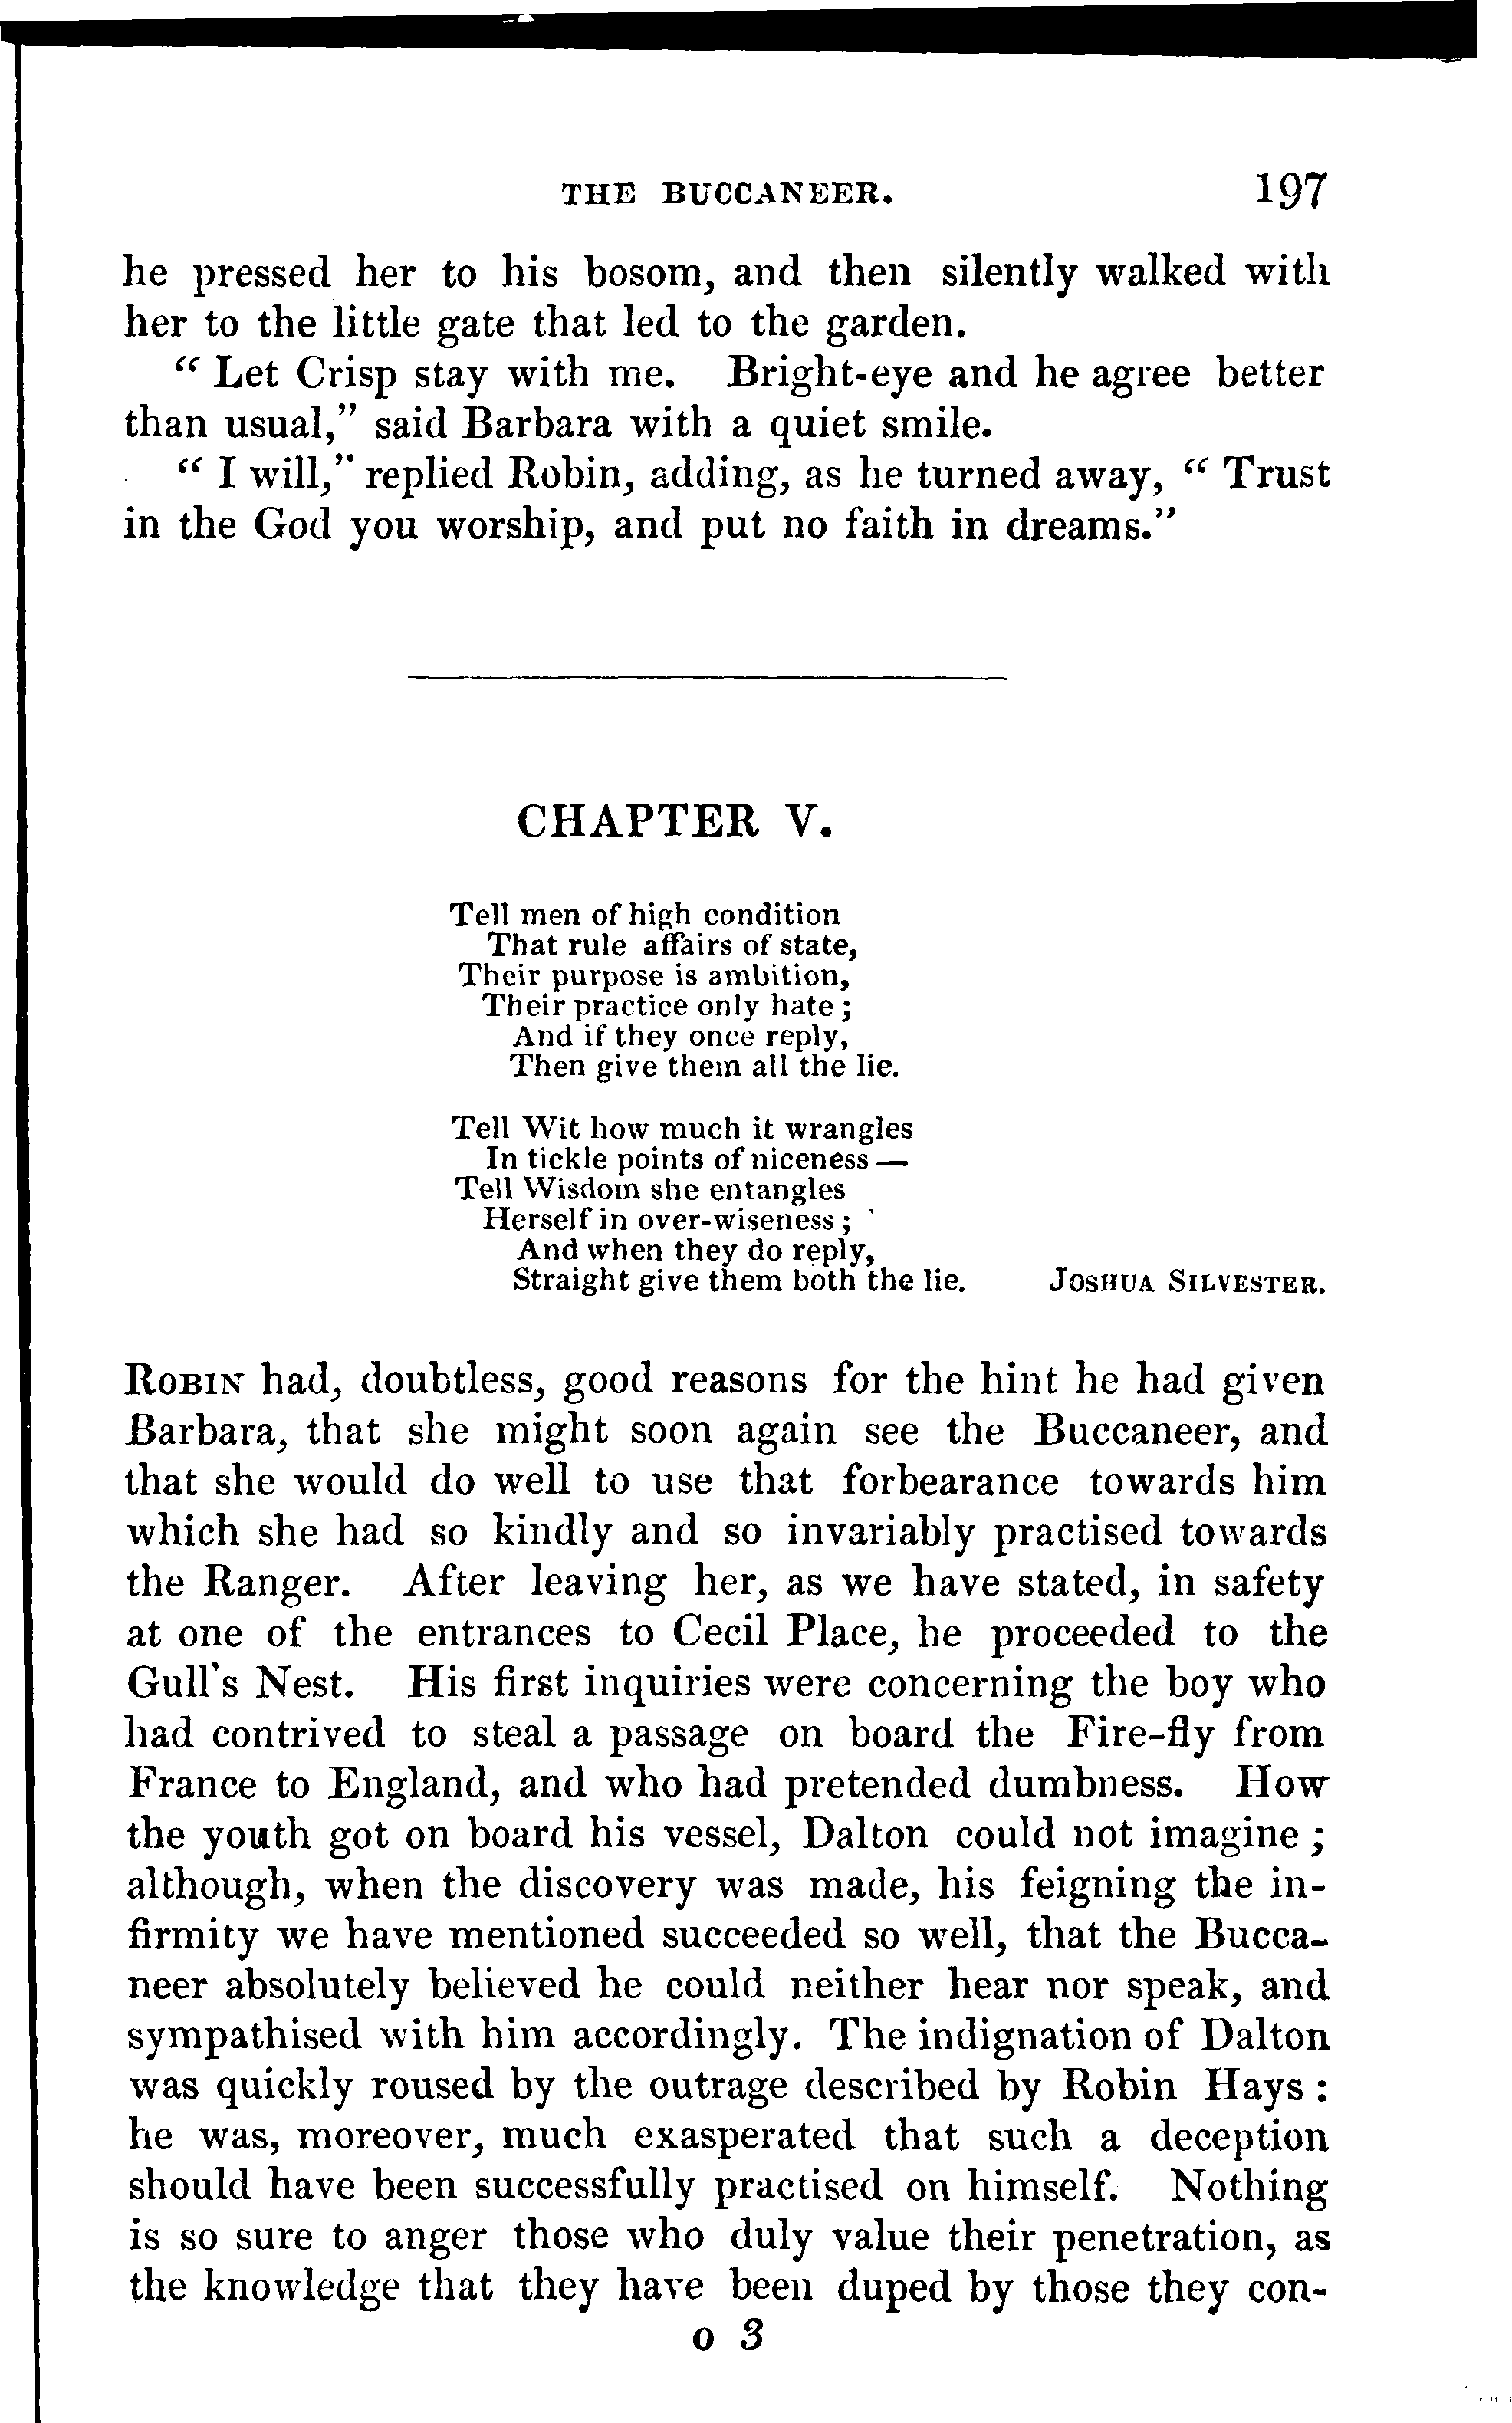 THE BUCCANEER. 197
he pressed her to his bosom, and then silently walked with
her to the little gate that led to the garden.
“ Let Crisp stay with me. Bright-eye and he agree better
than usual,” said Barbara with a quiet smile.
“ I will,” replied Robin, adding, as he turned away, “ Trust
in the God you worship, and put no faith in dreams.”
CHAPTER V.
Tell men of high condition
That rule affairs of state,
Their purpose is ambition,
Their practice only hate ;
And if they once reply,
Then give them all the lie.
Tell Wit how much it wrangles
In tickle points of niceness —
Tell Wisdom she entangles
Herself in over-wiseness ;
And when they do reply,
Straight give them both the lie. JOSHUA SILVESTER.
ROBIN had, doubtless, good reasons for the hint he had given
Barbara, that she might soon again see the Buccaneer, and
that she would do well to use that forbearance towards him
which she had so kindly and so invariably practised towards
the Ranger. After leaving her, as we have stated, in safety
at one of the entrances to Cecil Place, he proceeded to the
Gull's Nest. His first inquiries were concerning the boy who
had contrived to steal a passage on board the Fire-fly from
France to England, and who had pretended dumbness. How
the youth got on board his vessel, Dalton could not imagine ;
although, when the discovery was made, his feigning the in-
firmity we have mentioned succeeded so well, that the Bucca-
neer absolutely believed he could neither hear nor speak, and
sympathised with him accordingly. The indignation of Dalton
was quickly roused by the outrage described by Robin Hays :
he was, moreover, much exasperated that such a deception
should have been successfully practised on himself. Nothing
is so sure to anger those who duly value their penetration, as
the knowledge that they have been duped by those they con-
o 3